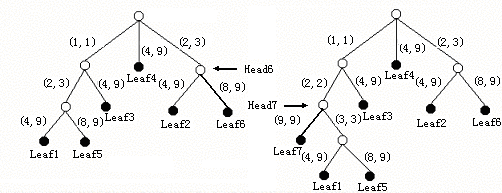 (1, 1) (4, 9) (2, 3) (1, 1) (4, 9) (2, 3)
Leaf4 Head6 Leaf4
(2, 3) (4, 9) (4, 9) (8, 9) (2, 2) (4, 9) (4, 9) (8, 9)
Head7
Leaf3 Leaf2 Leaf6 Leaf3 Leaf2 Leaf6
(4, 9) (8, 9) (9, 9) (3, 3)
Leaf1 Leaf5 Leaf7 (4, 9) (8, 9)
Leaf1 Leaf5